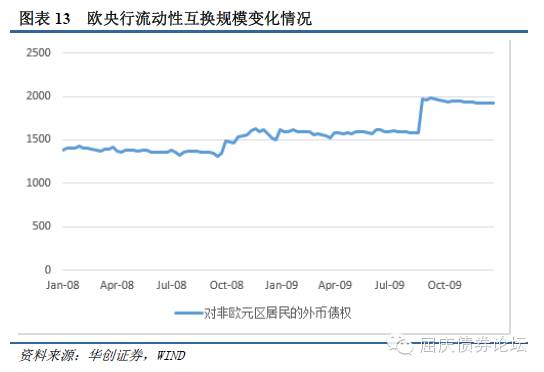 图表 13 欧央行流动性互换规模变化情况
2500
2000
1500
1000
500
0
Jan-08 Apr-08 Jul-08 Oct-08 Jan-09 Apr-09 Jul-09 Oct-09
对非欧元区居民的外币债权
资料来源：华创证券，WIND
屈庆债券论坛